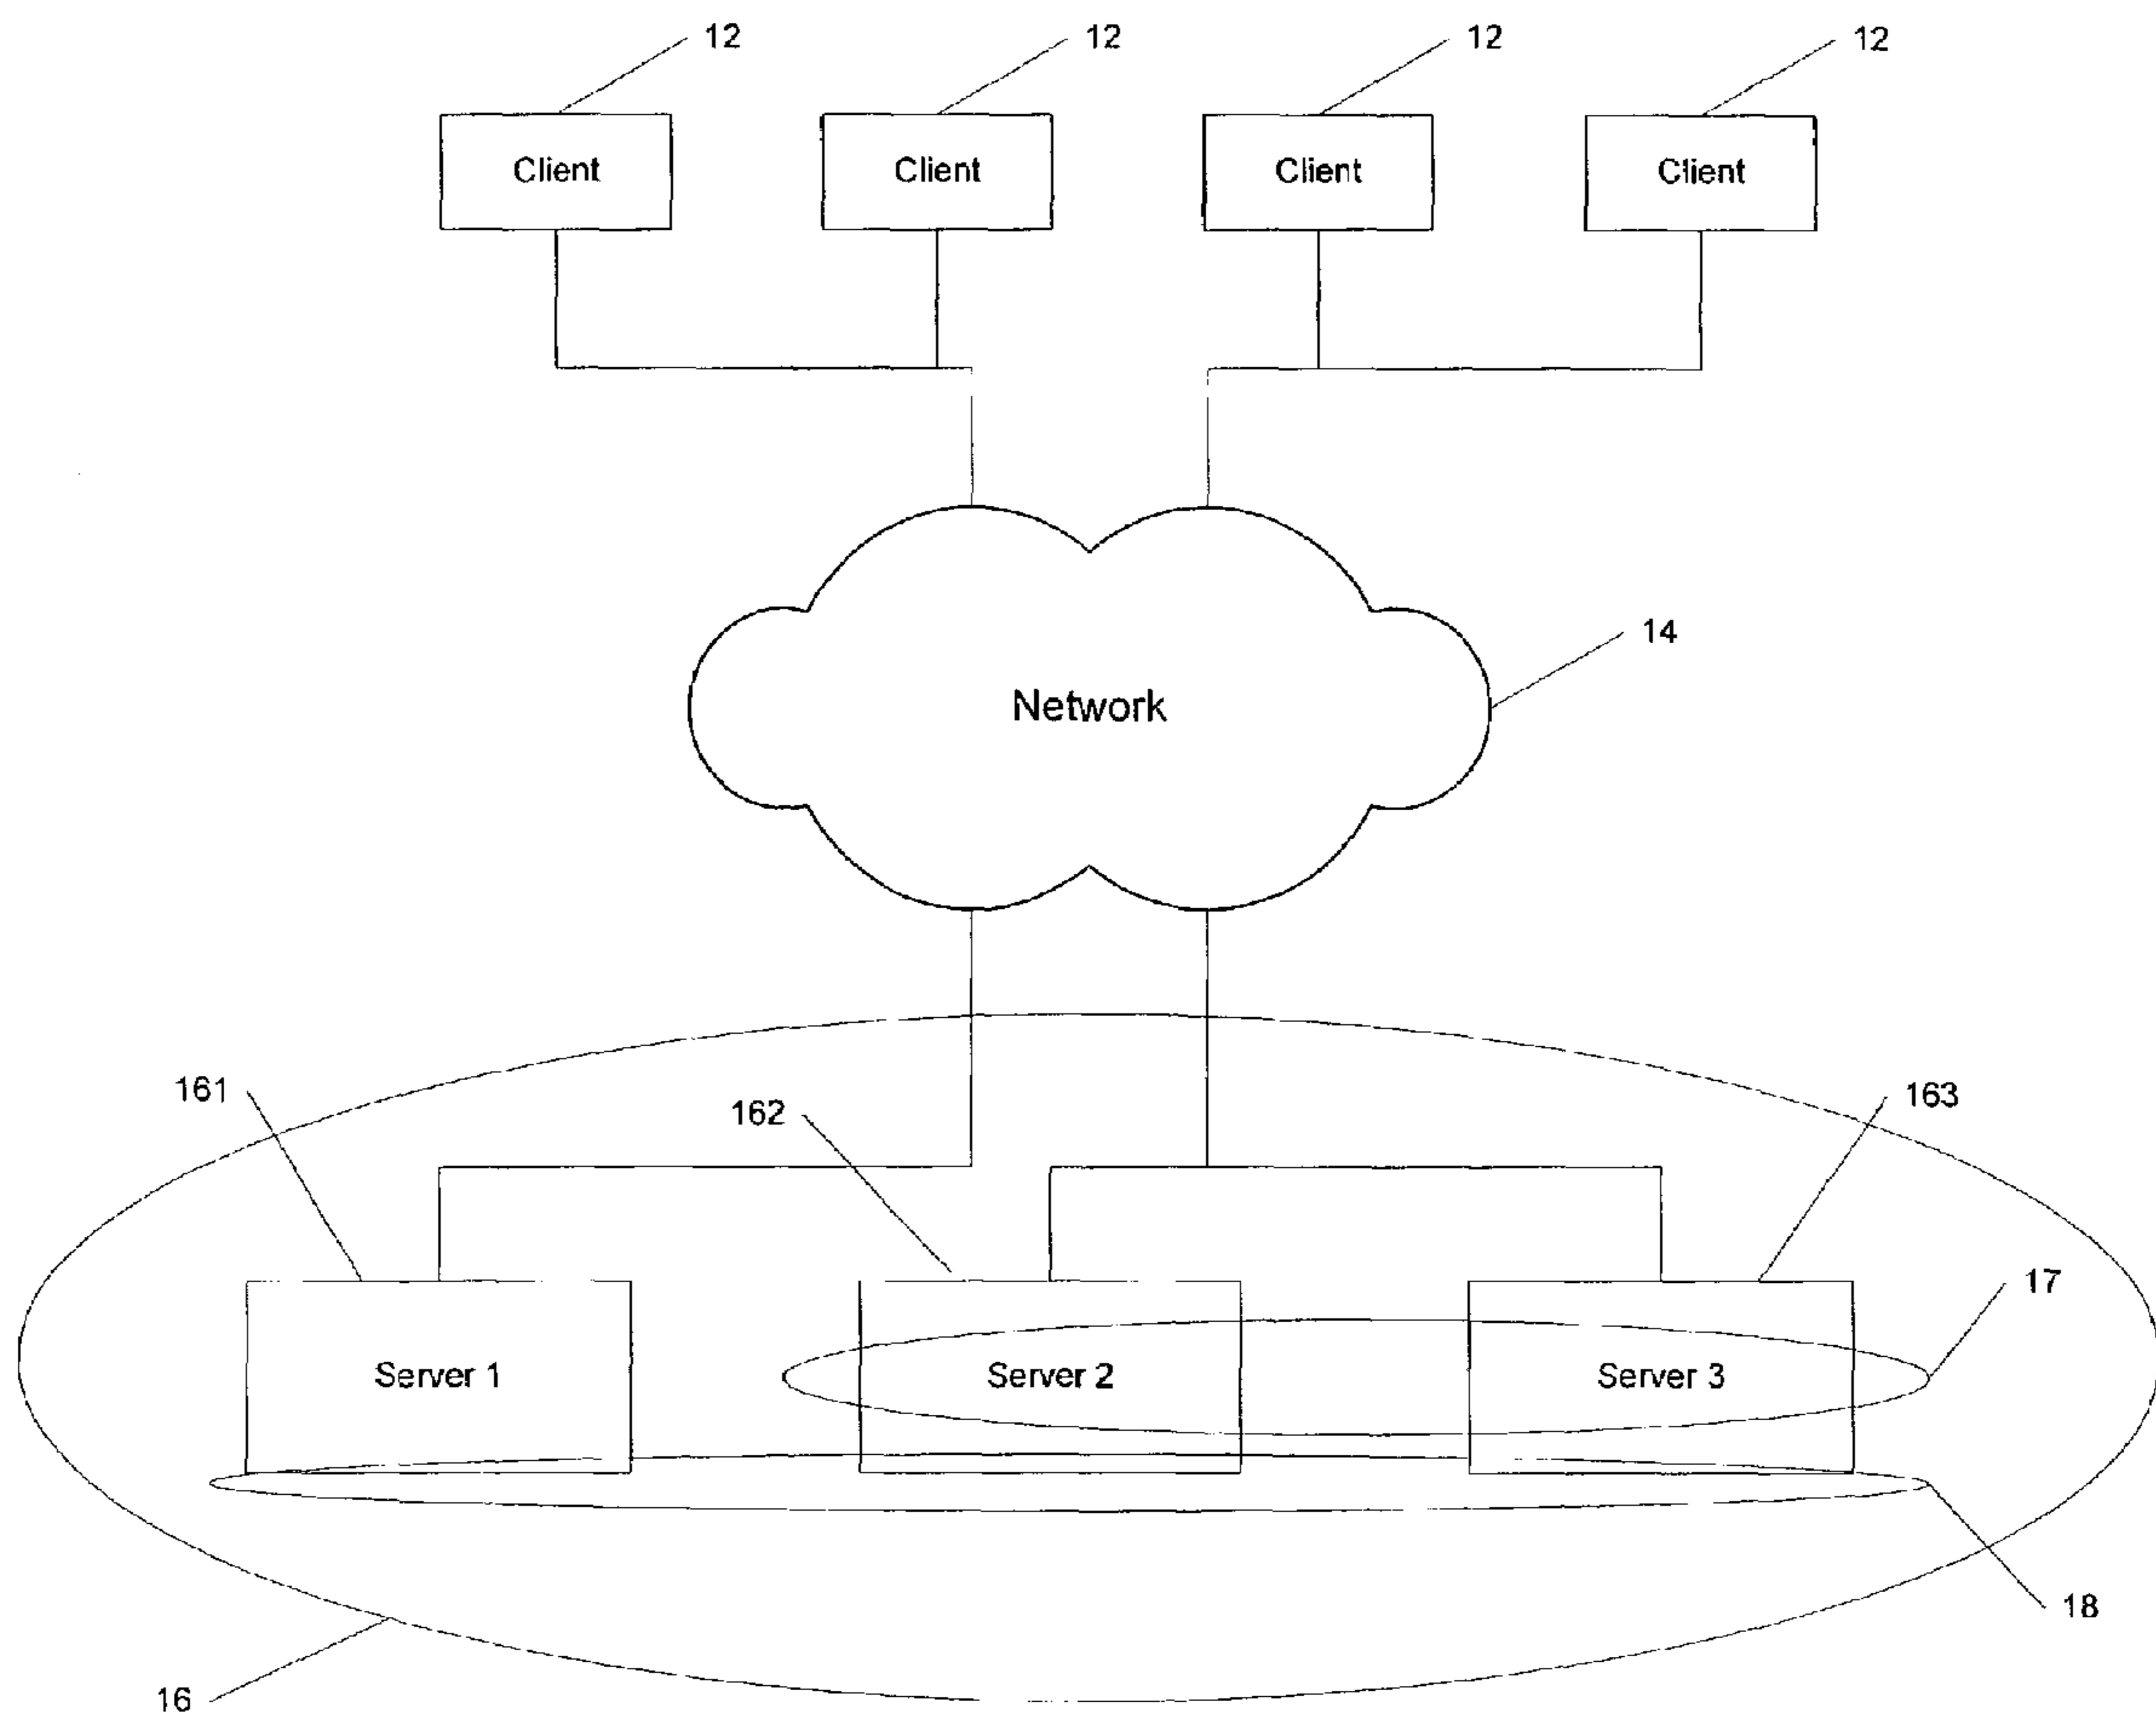 12 12 12 12
Client Client Client Client
14
Network
161 162 163
17
Server 1 Server 2 Server 3
18
16